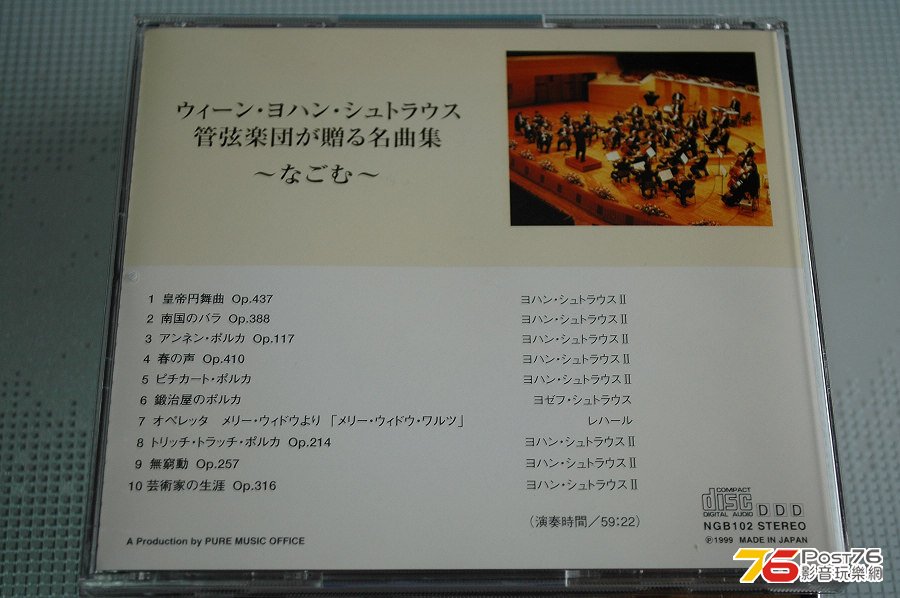 ウィーン・ヨハン・シュトラウス
管弦楽団が贈る名曲集
～なごむ～
1 皇帝円舞曲 Op.437 ヨハン・シュトラウスⅡ
2 南国のバラ Op.388 ヨハン・シュトラウスⅡ
3 アンネン・ポルカ Op.117 ヨハン・シュトラウスⅡ
4 春の声 Op.410 ヨハン・シュトラウスⅡ
5 ピチカート・ポルカ ヨハン・シュトラウスⅡ
6 鍛治屋のポルカ ヨゼフ・シュトラウス
7 オペレッタ メリー・ウィドウより 「メリー・ウィドウ・ワルツ」 レハール
8 トリッチ・トラッチ・ポルカ Op.214 ヨハン・シュトラウスⅡ
9 無窮動 Op.257 ヨハン・シュトラウスⅡ
10 芸術家の生涯 Op.316 ヨハン・シュトラウスⅡ
（演奏時間／59:22）
COMPACT
disc
DIGITAL AUDIO
DDD
NGB102 STEREO
℗1999 MADE IN JAPAN
A Production by PURE MUSIC OFFICE
76 Post76
影音玩樂網